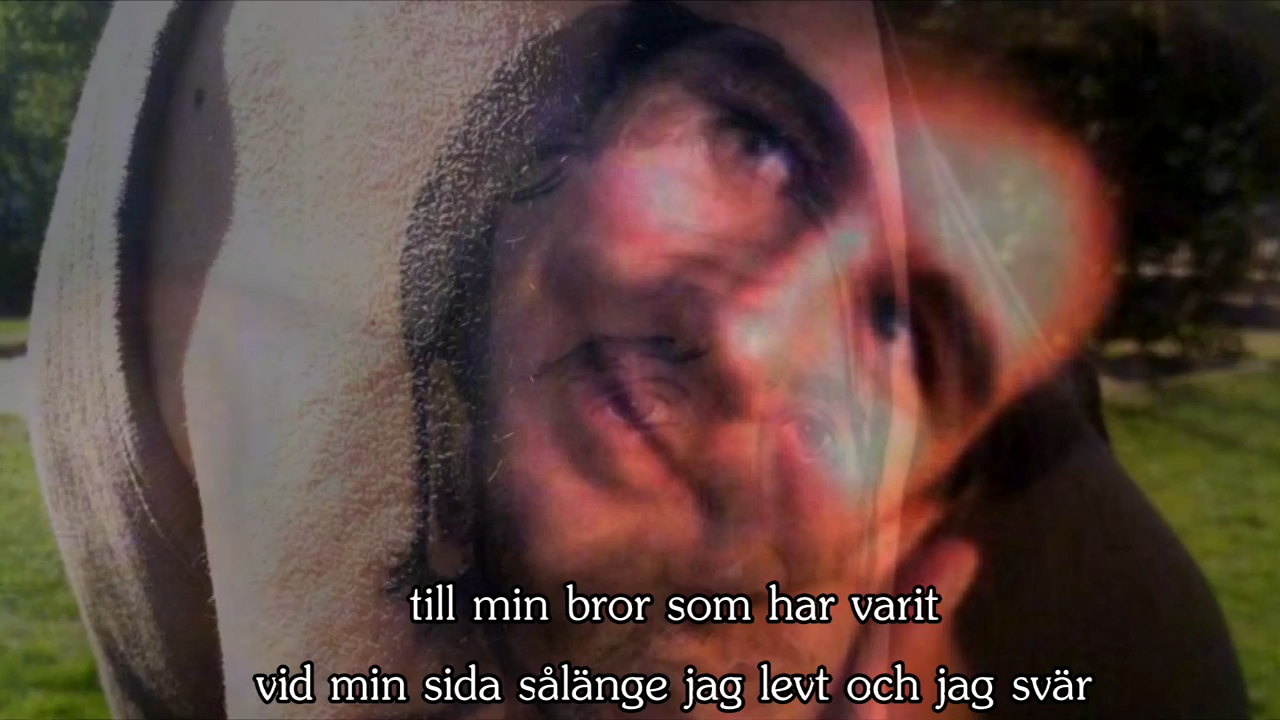 till min bror som har varit
vid min sida sålänge jag levt och jag svär